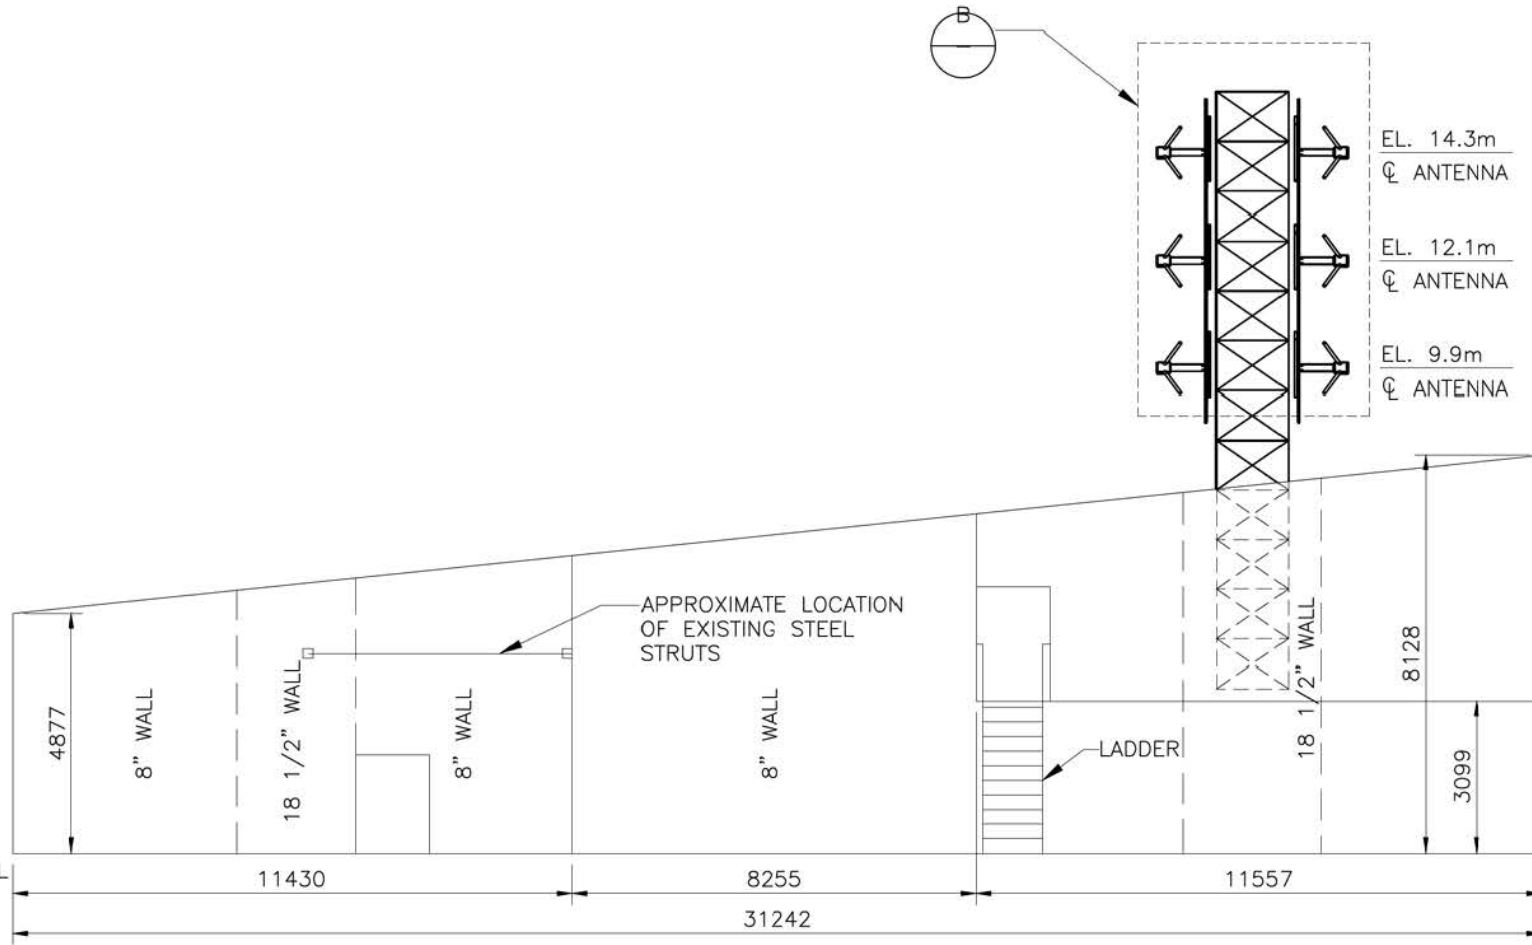 B
EL. 14.3m
℄ ANTENNA
EL. 12.1m
℄ ANTENNA
EL. 9.9m
℄ ANTENNA
APPROXIMATE LOCATION
OF EXISTING STEEL
STRUTS
4877
8" WALL
18 1/2" WALL
8" WALL
8" WALL
LADDER
18 1/2" WALL
8128
3099
11430
8255
11557
31242